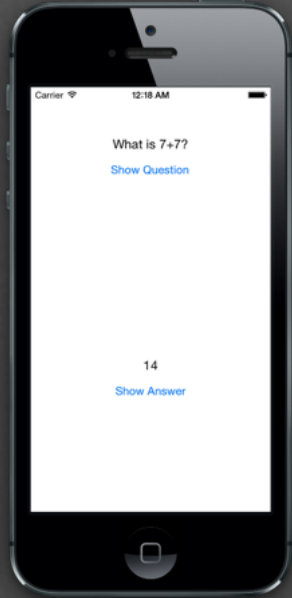 Carrier 12:18 AM
What is 7+7?
Show Question
14
Show Answer